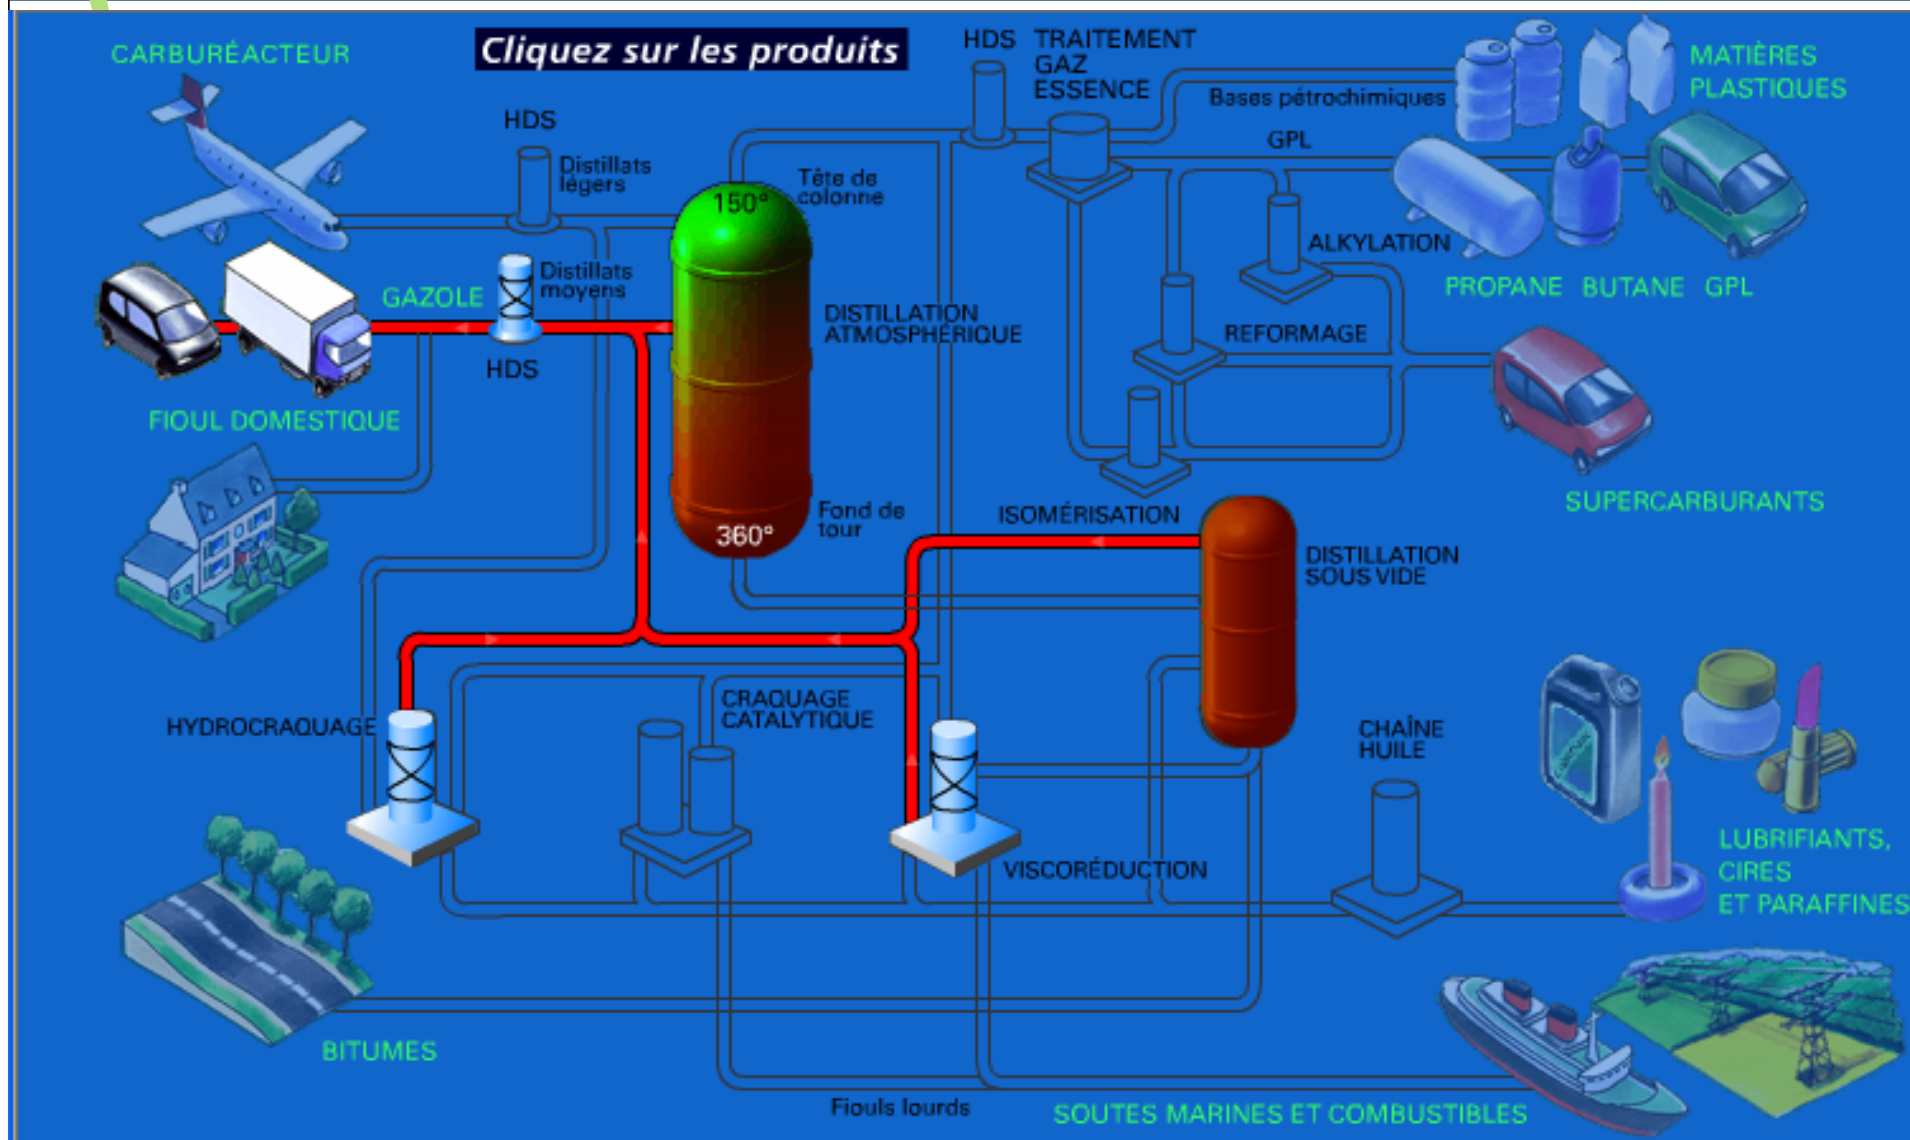 CARBURÉACTEUR
Cliquez sur les produits
HDS
TRAITEMENT
GAZ
ESSENCE
Bases pétrochimiques
MATIÈRES
PLASTIQUES
HDS
Distillats
légers
150°
Tête de
colonne
GPL
ALKYLATION
PROPANE
BUTANE
GPL
GAZOLE
Distillats
moyens
HDS
DISTILLATION
ATMOSPHÉRIQUE
REFORMAGE
FIOUL DOMESTIQUE
360°
Fond de
tour
ISOMÉRISATION
SUPERCARBURANTS
DISTILLATION
SOUS VIDE
HYDROCRAQUAGE
CRAQUAGE
CATALYTIQUE
CHAÎNE
HUILE
VISCORÉDUCTION
LUBRIFIANTS,
CIRES
ET PARAFFINES
BITUMES
Fiouls lourds
SOUTES MARINES ET COMBUSTIBLES